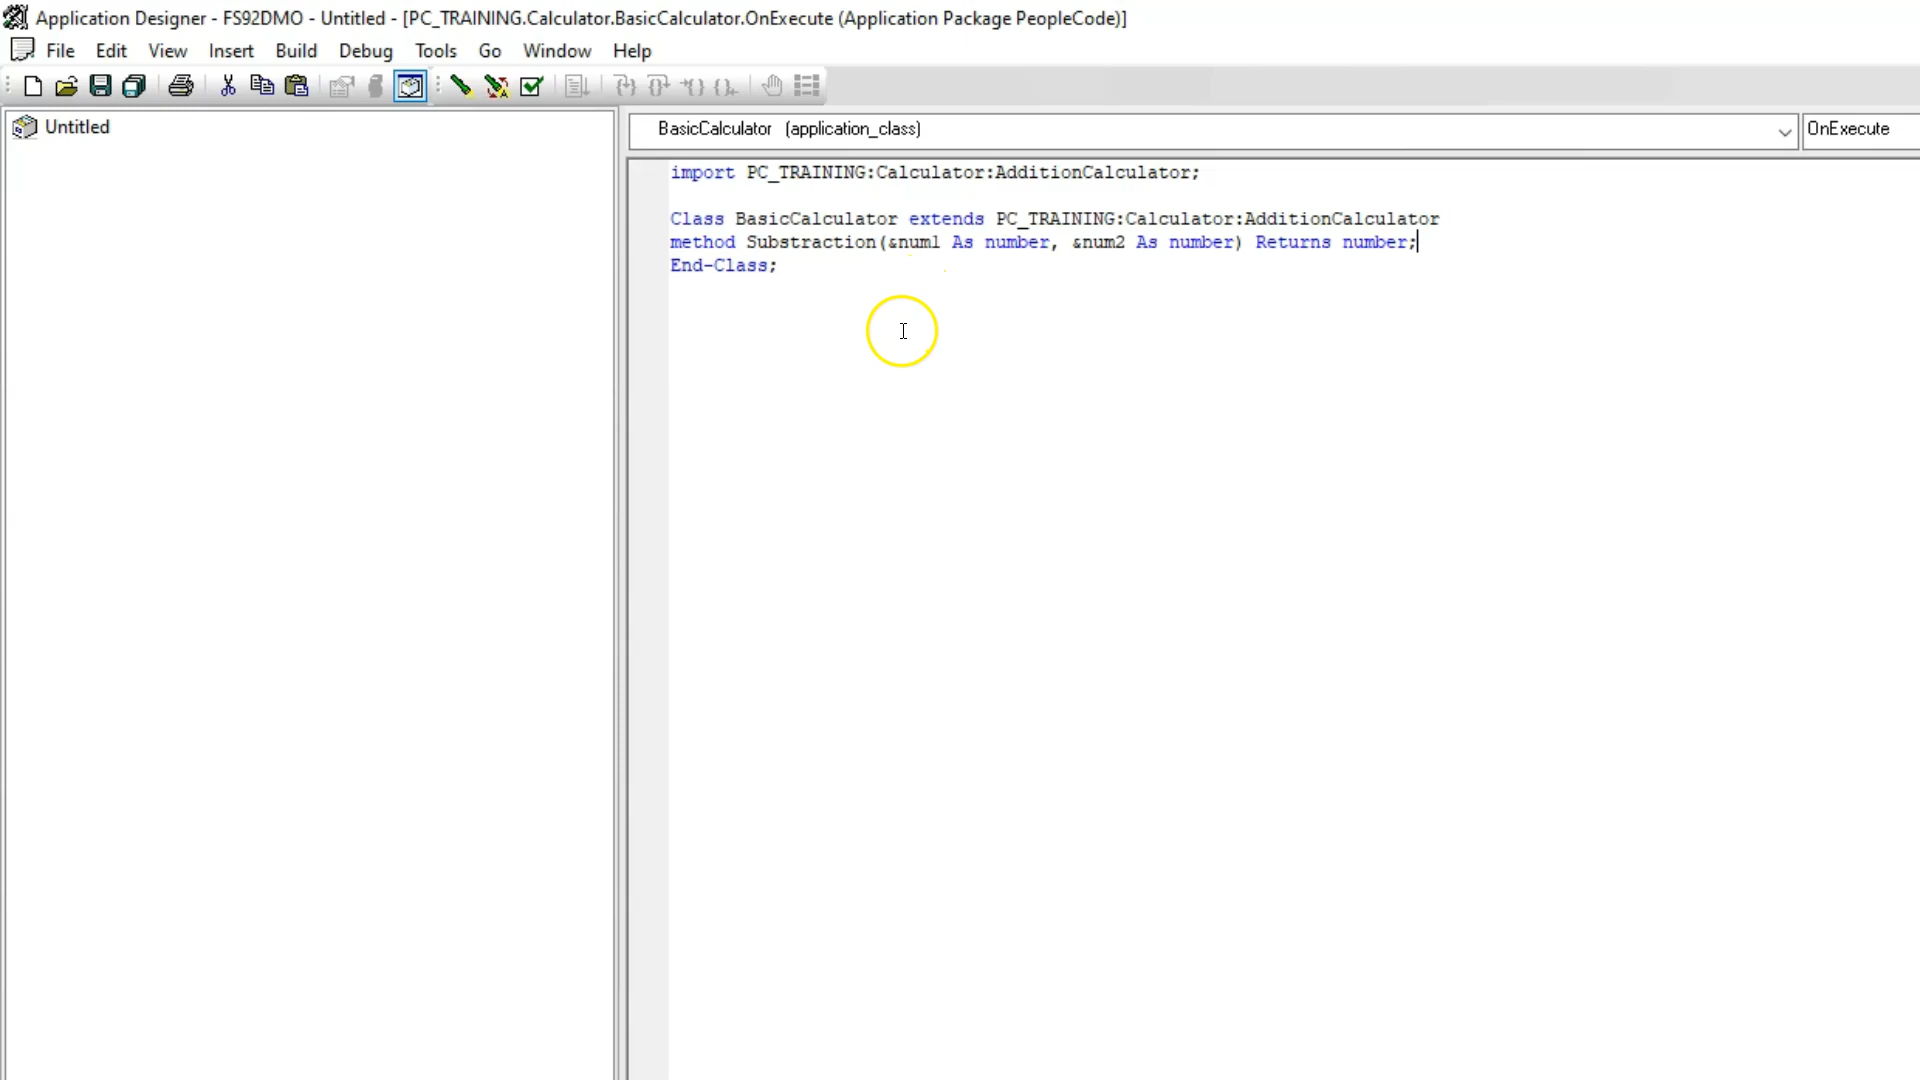 Application Designer - FS92DMO - Untitled - [PC_TRAINING.Calculator.BasicCalculator.OnExecute (Application Package PeopleCode)]
File Edit View Insert Build Debug Tools Go Window Help
Untitled
BasicCalculator (application_class)
OnExecute
import PC_TRAINING:Calculator:AdditionCalculator;
Class BasicCalculator extends PC_TRAINING:Calculator:AdditionCalculator
method Substraction(&num1 As number, &num2 As number) Returns number;
End-Class;